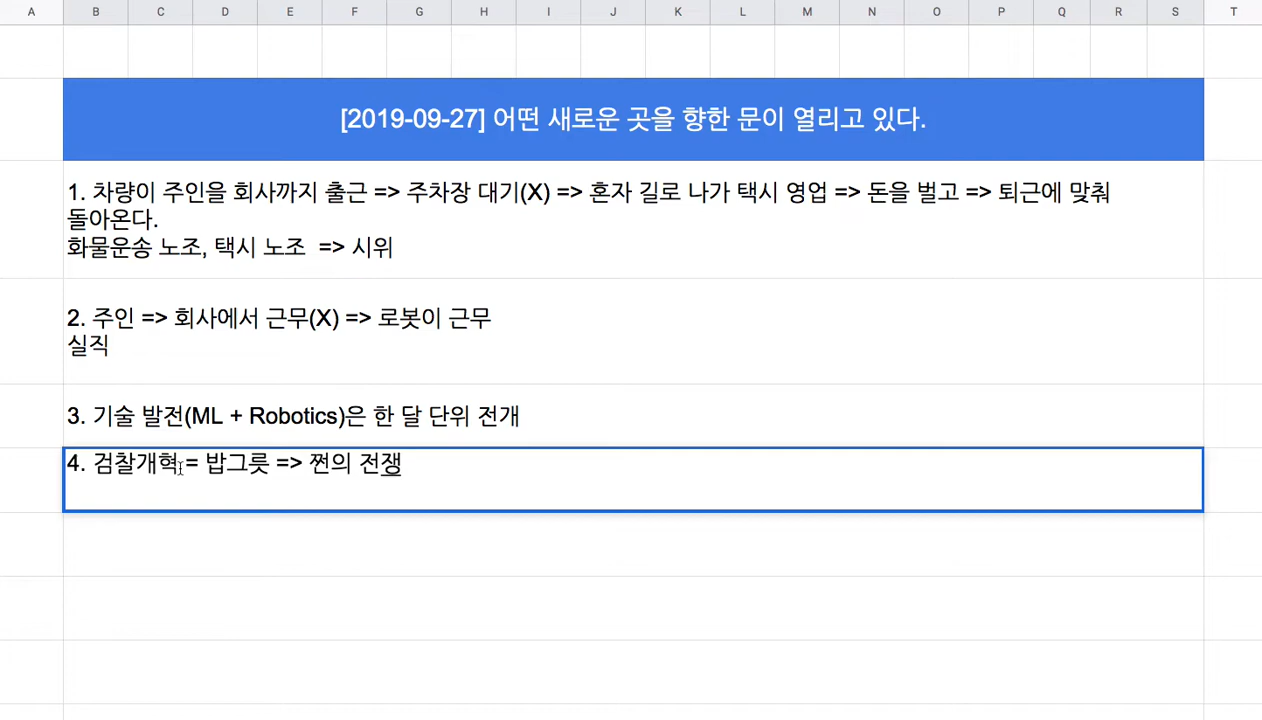 A B C D E F G H I J K L M N O P Q R S T
[2019-09-27] 어떤 새로운 곳을 향한 문이 열리고 있다.
1. 차량이 주인을 회사까지 출근 => 주차장 대기(X) => 혼자 길로 나가 택시 영업 => 돈을 벌고 => 퇴근에 맞춰
돌아온다.
화물운송 노조, 택시 노조 => 시위
2. 주인 => 회사에서 근무(X) => 로봇이 근무
실직
3. 기술 발전(ML + Robotics)은 한 달 단위 전개
4. 검찰개혁 = 밥그릇 => 쩐의 전쟁